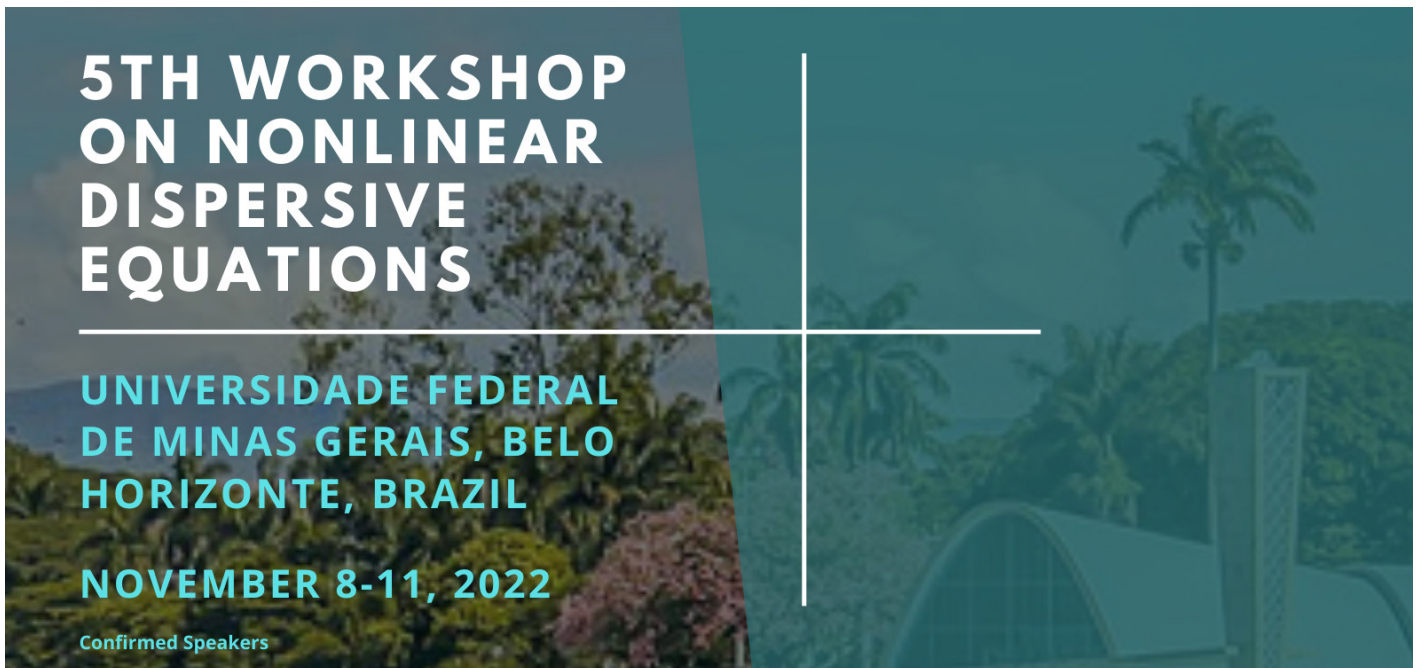 5TH WORKSHOP
ON NONLINEAR
DISPERSIVE
EQUATIONS
UNIVERSIDADE FEDERAL
DE MINAS GERAIS, BELO
HORIZONTE, BRAZIL
NOVEMBER 8-11, 2022
Confirmed Speakers